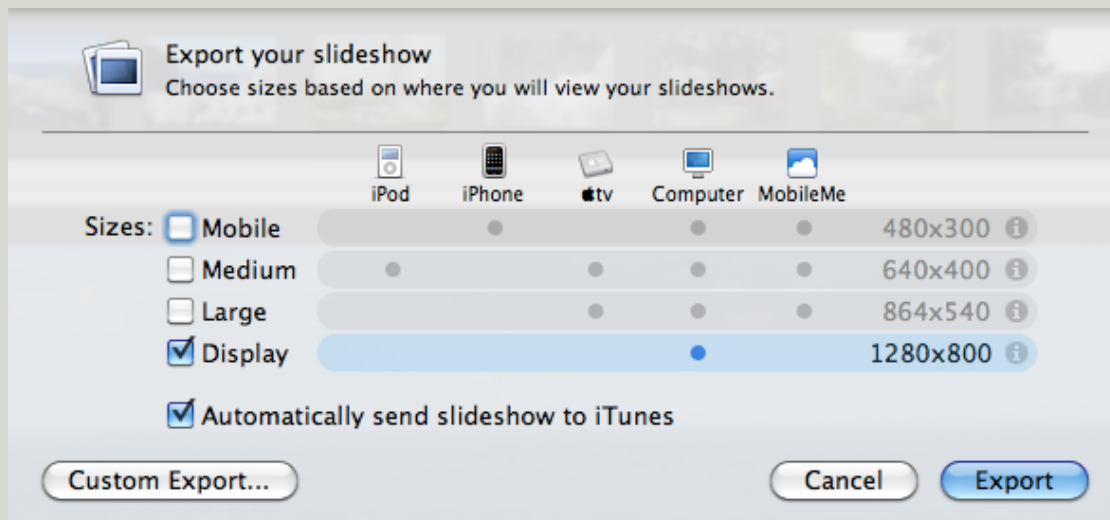 Export your slideshow
Choose sizes based on where you will view your slideshows.
iPod iPhone tv Computer MobileMe
Sizes: Mobile 480x300
Medium 640x400
Large 864x540
Display 1280x800
Automatically send slideshow to iTunes
Custom Export... Cancel Export